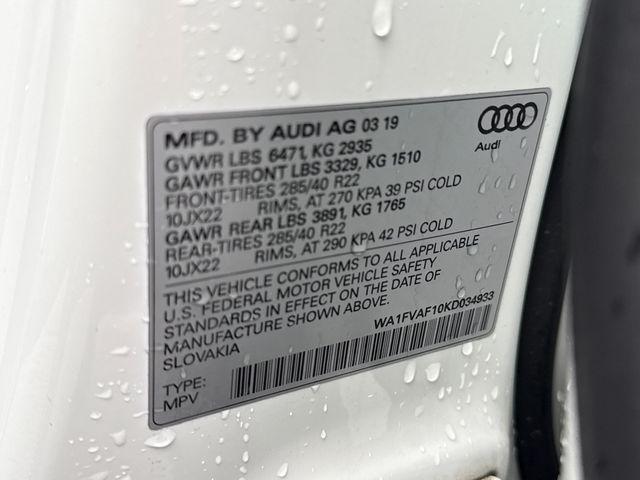 MFD. BY AUDI AG 03 19
GVWR LBS 6471, KG 2935
GAWR FRONT LBS 3329, KG 1510
FRONT-TIRES 285/40 R22
10JX22 RIMS, AT 270 KPA 39 PSI COLD
GAWR REAR LBS 3891, KG 1765
REAR-TIRES 285/40 R22
10JX22 RIMS, AT 290 KPA 42 PSI COLD
Audi
THIS VEHICLE CONFORMS TO ALL APPLICABLE
U.S. FEDERAL MOTOR VEHICLE SAFETY
STANDARDS IN EFFECT ON THE DATE OF
MANUFACTURE SHOWN ABOVE.
SLOVAKIA
WA1FVAF10KD034933
TYPE:
MPV